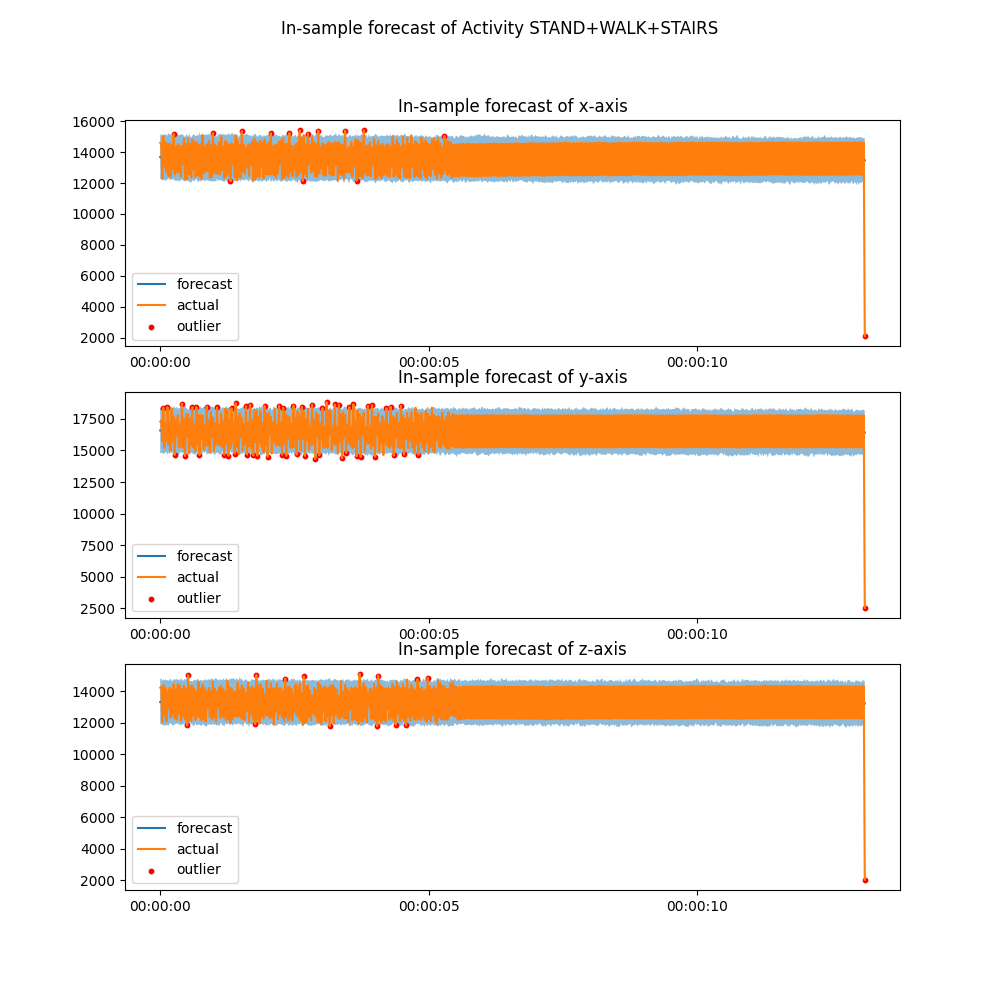 In-sample forecast of Activity STAND+WALK+STAIRS
In-sample forecast of x-axis
16000
14000
12000
10000
8000
6000
4000
2000
forecast
actual
outlier
00:00:00 00:00:05 00:00:10
In-sample forecast of y-axis
17500
15000
12500
10000
7500
5000
2500
forecast
actual
outlier
00:00:00 00:00:05 00:00:10
In-sample forecast of z-axis
14000
12000
10000
8000
6000
4000
2000
forecast
actual
outlier
00:00:00 00:00:05 00:00:10